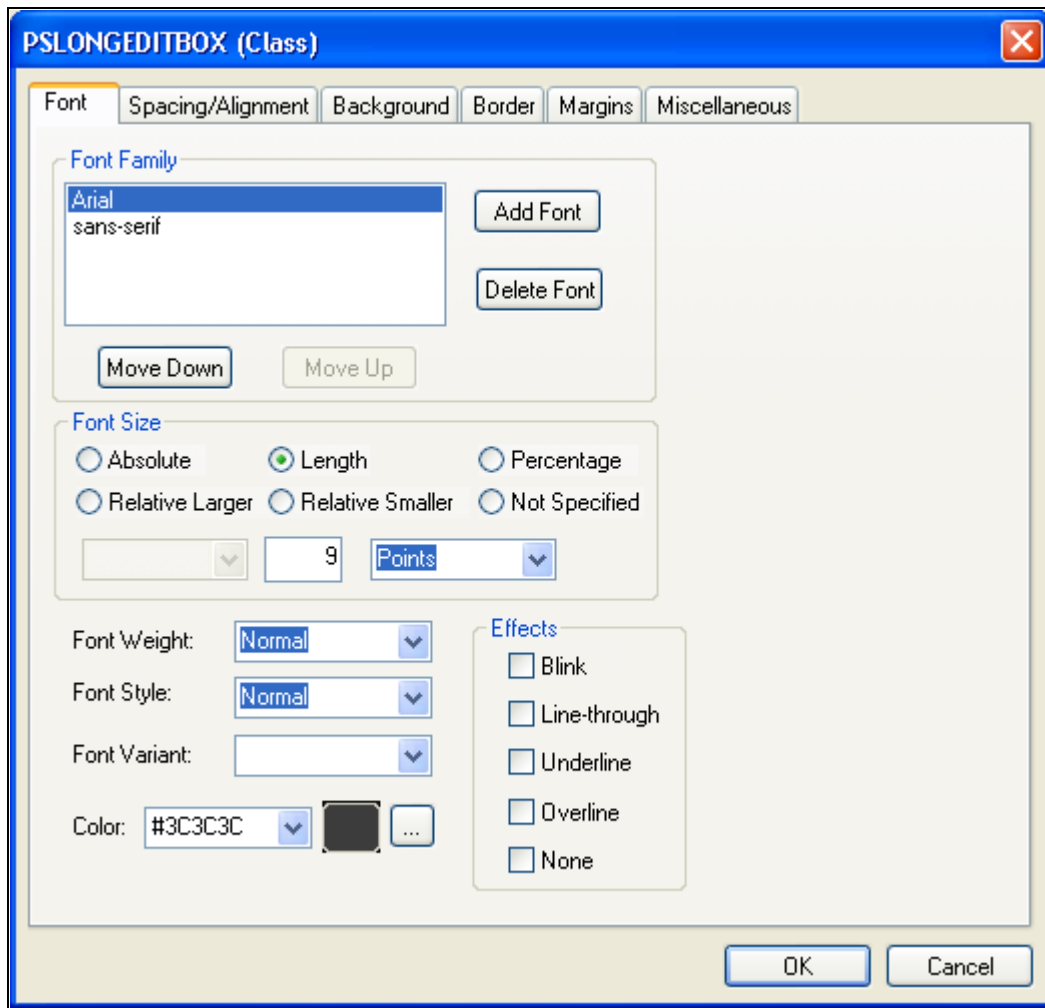 PSLONGEDITBOX (Class)
Font Spacing/Alignment Background Border Margins Miscellaneous
Font Family
Arial
sans-serif
Add Font
Delete Font
Move Down Move Up
Font Size
Absolute Length Percentage
Relative Larger Relative Smaller Not Specified
9 Points
Font Weight: Normal
Font Style: Normal
Font Variant:
Color: #3C3C3C ...
Effects
Blink
Line-through
Underline
Overline
None
OK Cancel